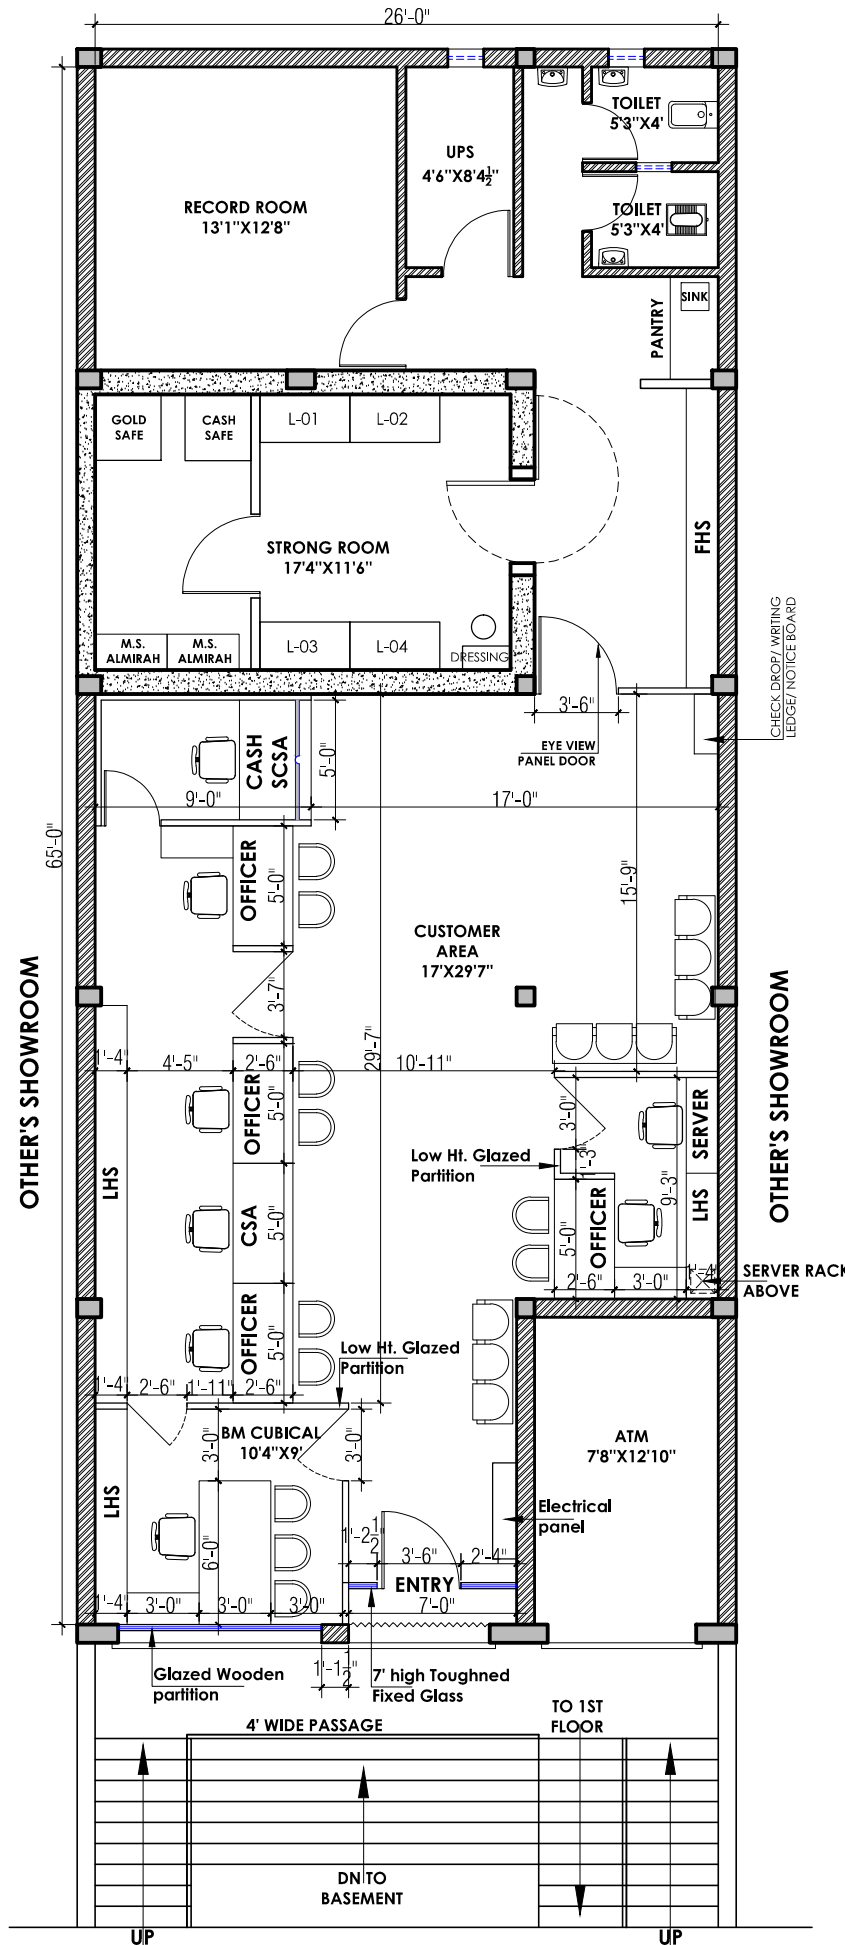 26'-0"
TOILET
5'3"X4'
UPS
4'6"X8'4½"
RECORD ROOM
13'1"X12'8"
TOILET
5'3"X4'
SINK
PANTRY
GOLD
SAFE
CASH
SAFE
L-01
L-02
FHS
STRONG ROOM
17'4"X11'6"
M.S.
ALMIRAH
M.S.
ALMIRAH
L-03
L-04
DRESSING
CHECK DROP/ WRITING
LEDGE/ NOTICE BOARD
3'-6"
EYE VIEW
PANEL DOOR
CASH
SCSA
5'-0"
9'-0"
17'-0"
65'-0"
OFFICER
5'-0"
15'-9"
CUSTOMER
AREA
17'X29'7"
3'-7"
OTHER'S SHOWROOM
OTHER'S SHOWROOM
29'-7"
1'-4"
4'-5"
2'-6"
10'-11"
OFFICER
5'-0"
3'-0"
SERVER
Low Ht. Glazed
Partition
1'-3"
9'-3"
LHS
LHS
CSA
5'-0"
OFFICER
5'-0"
2'-6"
3'-0"
1'-4"
SERVER RACK
ABOVE
OFFICER
5'-0"
Low Ht. Glazed
Partition
1'-4"
2'-6"
1'-11"
2'-6"
BM CUBICAL
10'4"X9'
3'-0"
3'-0"
ATM
7'8"X12'10"
LHS
6'-0"
Electrical
panel
1'-2½"
3'-6"
2'-4"
ENTRY
1'-4"
3'-0"
3'-0"
3'-0"
7'-0"
Glazed Wooden
partition
1'-1½"
7' high Toughned
Fixed Glass
4' WIDE PASSAGE
TO 1ST
FLOOR
DN TO
BASEMENT
UP
UP